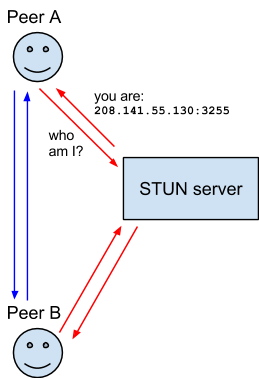 Peer A
you are:
208.141.55.130:3255
who
am I?
STUN server
Peer B